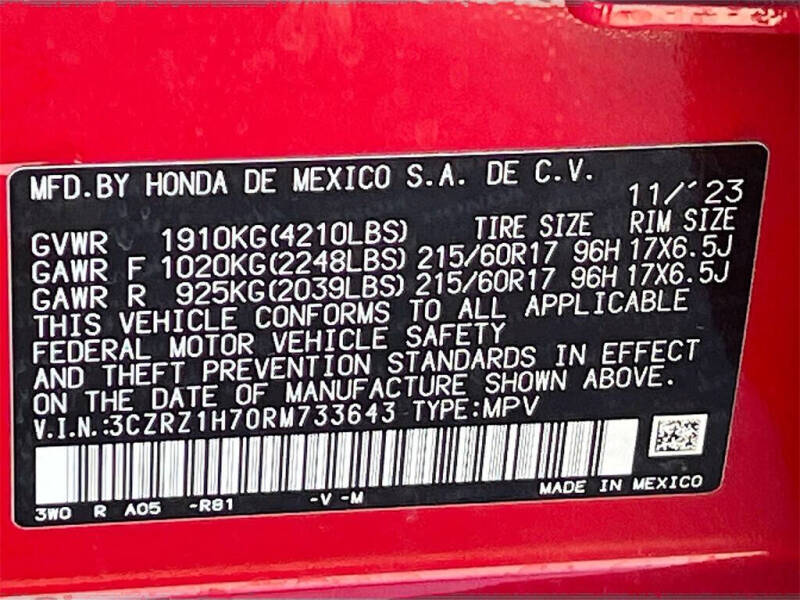 MFD.BY HONDA DE MEXICO S.A. DE C.V.
11/'23
GVWR 1910KG(4210LBS) TIRE SIZE RIM SIZE
GAWR F 1020KG(2248LBS) 215/60R17 96H 17X6.5J
GAWR R 925KG(2039LBS) 215/60R17 96H 17X6.5J
THIS VEHICLE CONFORMS TO ALL APPLICABLE
FEDERAL MOTOR VEHICLE SAFETY
AND THEFT PREVENTION STANDARDS IN EFFECT
ON THE DATE OF MANUFACTURE SHOWN ABOVE.
V.I.N.:3CZRZ1H70RM733643 TYPE:MPV
3W0 R A05 -R81 -V -M MADE IN MEXICO